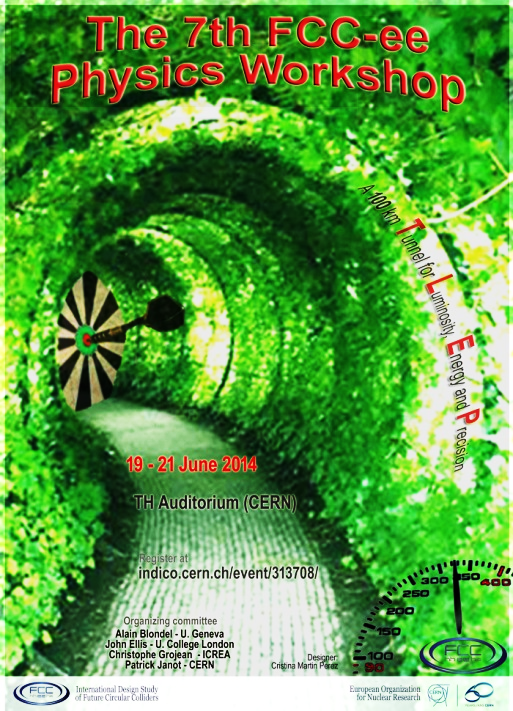 The 7th FCC-ee
Physics Workshop
A 100 km Tunnel for Luminosity, Energy and Precision
19 - 21 June 2014
TH Auditorium (CERN)
Register at
indico.cern.ch/event/313708/
Organizing committee
Alain Blondel - U. Geneva
John Ellis - U. College London
Christophe Grojean - ICREA
Patrick Janot - CERN
Designer:
Cristina Martin Perez
90
100
150
200
250
300
350
400
FCC
International Design Study
of Future Circular Colliders
European Organization
for Nuclear Research
CERN
60